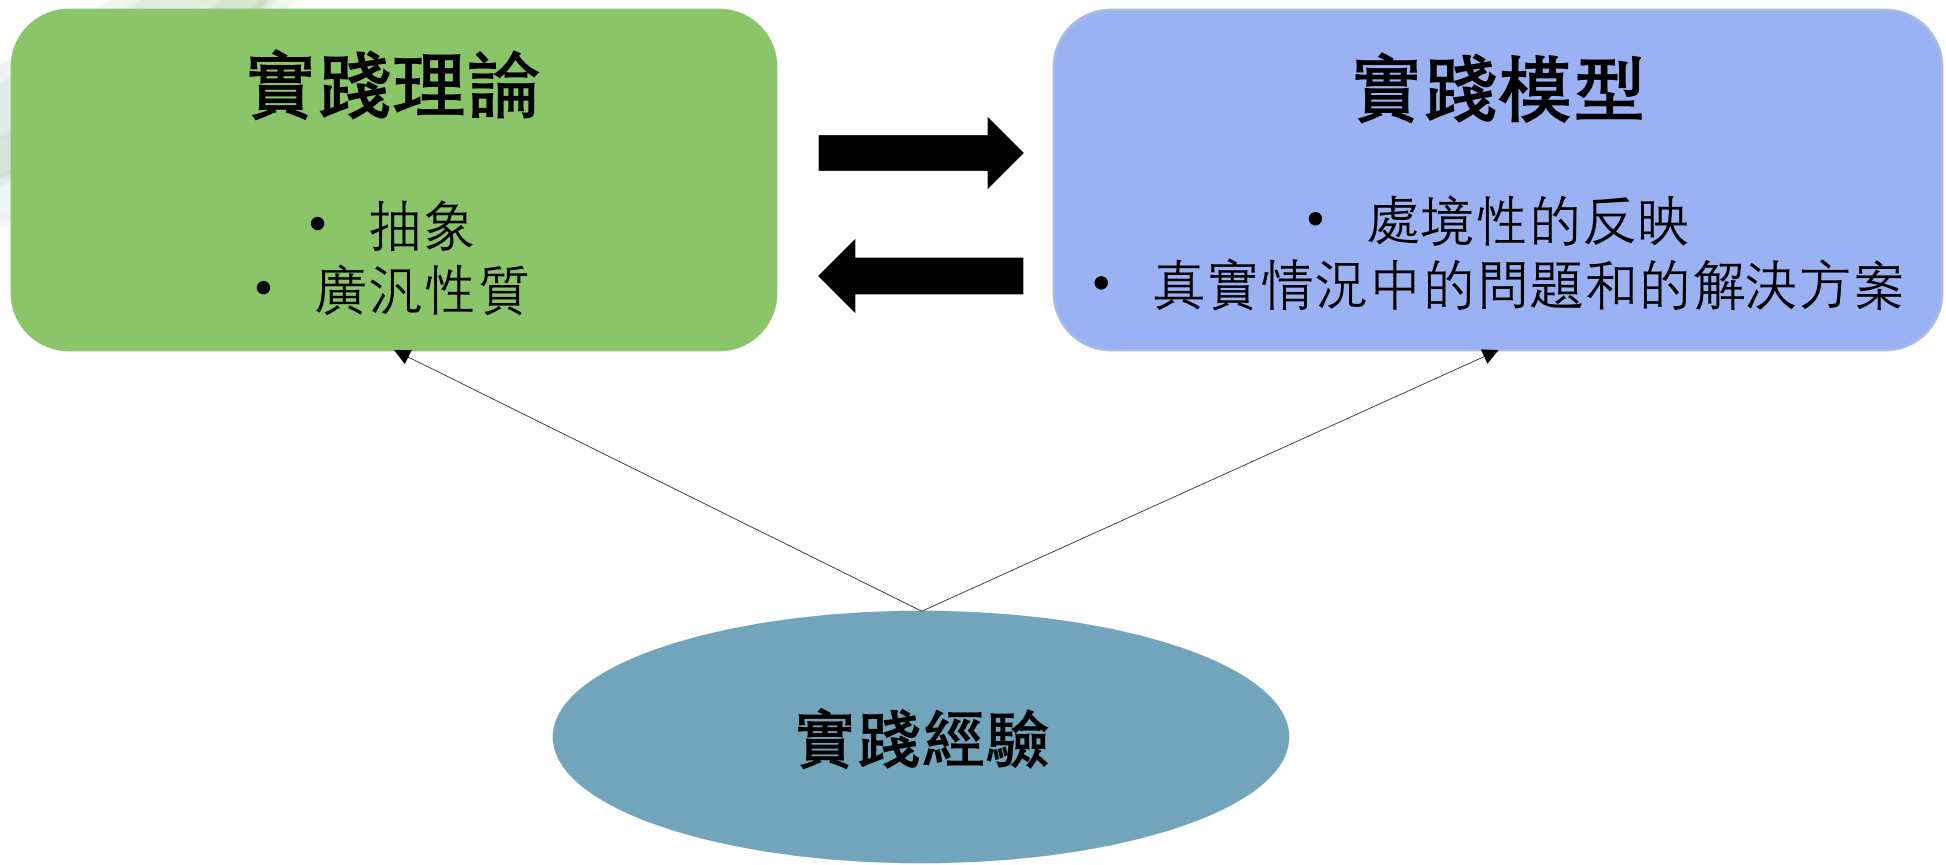 實踐理論
• 抽象
• 廣汎性質
實踐模型
• 處境性的反映
• 真實情況中的問題和的解決方案
實踐經驗